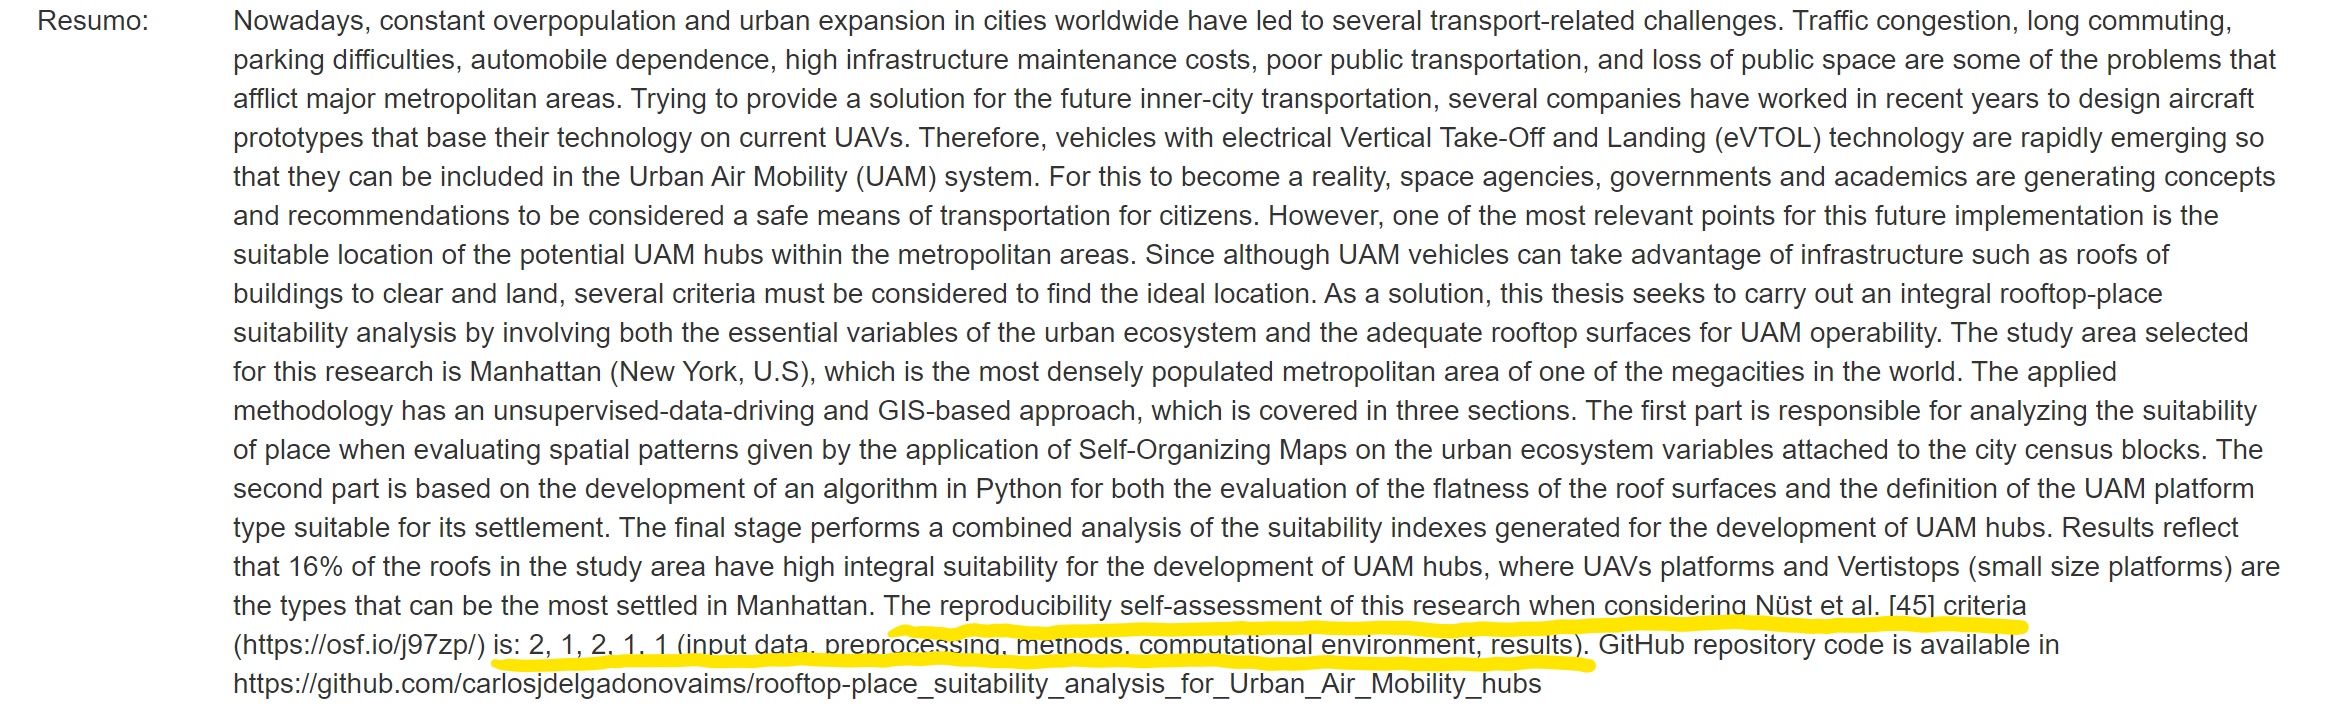 Resumo: Nowadays, constant overpopulation and urban expansion in cities worldwide have led to several transport-related challenges. Traffic congestion, long commuting,
parking difficulties, automobile dependence, high infrastructure maintenance costs, poor public transportation, and loss of public space are some of the problems that
afflict major metropolitan areas. Trying to provide a solution for the future inner-city transportation, several companies have worked in recent years to design aircraft
prototypes that base their technology on current UAVs. Therefore, vehicles with electrical Vertical Take-Off and Landing (eVTOL) technology are rapidly emerging so
that they can be included in the Urban Air Mobility (UAM) system. For this to become a reality, space agencies, governments and academics are generating concepts
and recommendations to be considered a safe means of transportation for citizens. However, one of the most relevant points for this future implementation is the
suitable location of the potential UAM hubs within the metropolitan areas. Since although UAM vehicles can take advantage of infrastructure such as roofs of
buildings to clear and land, several criteria must be considered to find the ideal location. As a solution, this thesis seeks to carry out an integral rooftop-place
suitability analysis by involving both the essential variables of the urban ecosystem and the adequate rooftop surfaces for UAM operability. The study area selected
for this research is Manhattan (New York, U.S), which is the most densely populated metropolitan area of one of the megacities in the world. The applied
methodology has an unsupervised-data-driving and GIS-based approach, which is covered in three sections. The first part is responsible for analyzing the suitability
of place when evaluating spatial patterns given by the application of Self-Organizing Maps on the urban ecosystem variables attached to the city census blocks. The
second part is based on the development of an algorithm in Python for both the evaluation of the flatness of the roof surfaces and the definition of the UAM platform
type suitable for its settlement. The final stage performs a combined analysis of the suitability indexes generated for the development of UAM hubs. Results reflect
that 16% of the roofs in the study area have high integral suitability for the development of UAM hubs, where UAVs platforms and Vertistops (small size platforms) are
the types that can be the most settled in Manhattan. The reproducibility self-assessment of this research when considering Nüst et al. [45] criteria
(https://osf.io/j97zp/) is: 2, 1, 2, 1, 1 (input data, preprocessing, methods, computational environment, results). GitHub repository code is available in
https://github.com/carlosjdelgadonovaims/rooftop-place_suitability_analysis_for_Urban_Air_Mobility_hubs